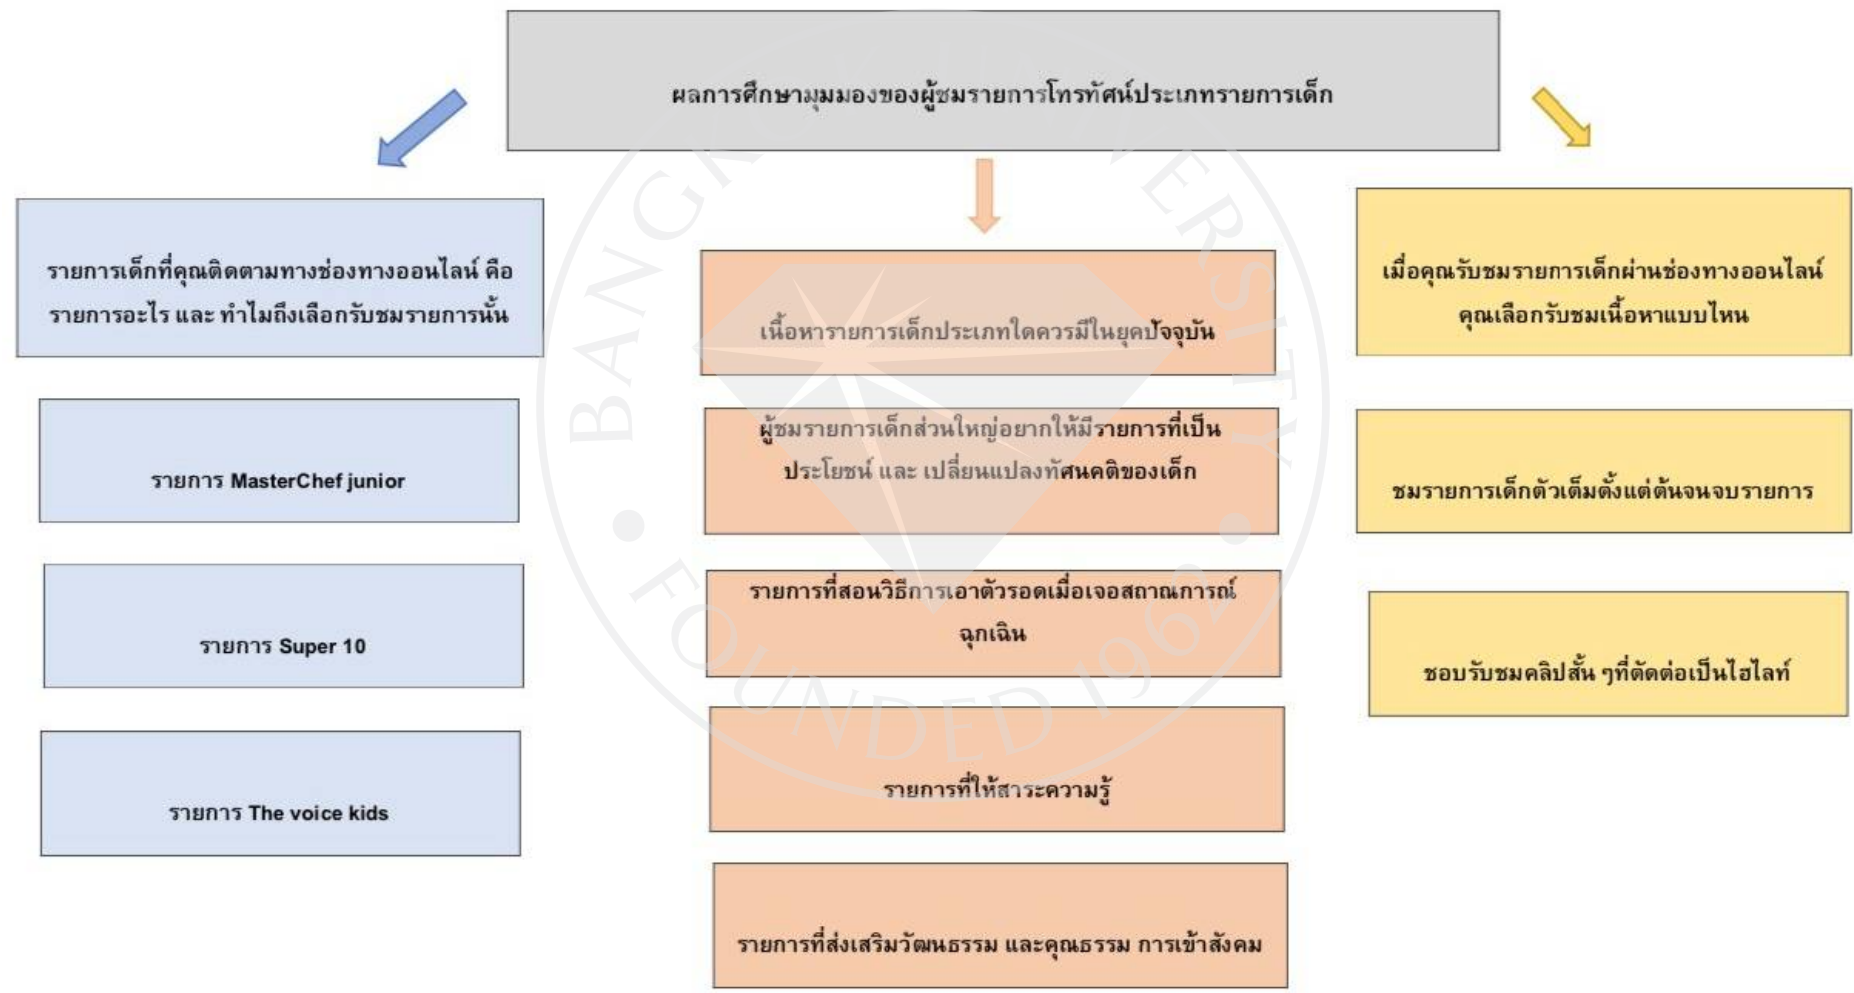 ผลการศึกษามุมมองของผู้ชมรายการโทรทัศน์ประเภทรายการเด็ก
รายการเด็กที่คุณติดตามทางช่องทางออนไลน์ คือ
รายการอะไร และ ทำไมถึงเลือกรับชมรายการนั้น
รายการ MasterChef junior
รายการ Super 10
รายการ The voice kids
เนื้อหารายการเด็กประเภทใดควรมีในยุคปัจจุบัน
ผู้ชมรายการเด็กส่วนใหญ่อยากให้มีรายการที่เป็น
ประโยชน์ และ เปลี่ยนแปลงทัศนคติของเด็ก
รายการที่สอนวิธีการเอาตัวรอดเมื่อเจอสถาณการณ์
ฉุกเฉิน
รายการที่ให้สาระความรู้
รายการที่ส่งเสริมวัฒนธรรม และคุณธรรม การเข้าสังคม
เมื่อคุณรับชมรายการเด็กผ่านช่องทางออนไลน์
คุณเลือกรับชมเนื้อหาแบบไหน
ชมรายการเด็กตัวเต็มตั้งแต่ต้นจนจบรายการ
ชอบรับชมคลิปสั้น ๆที่ตัดต่อเป็นไฮไลท์
BANGKOK UNIVERSITY
FOUNDED 1962